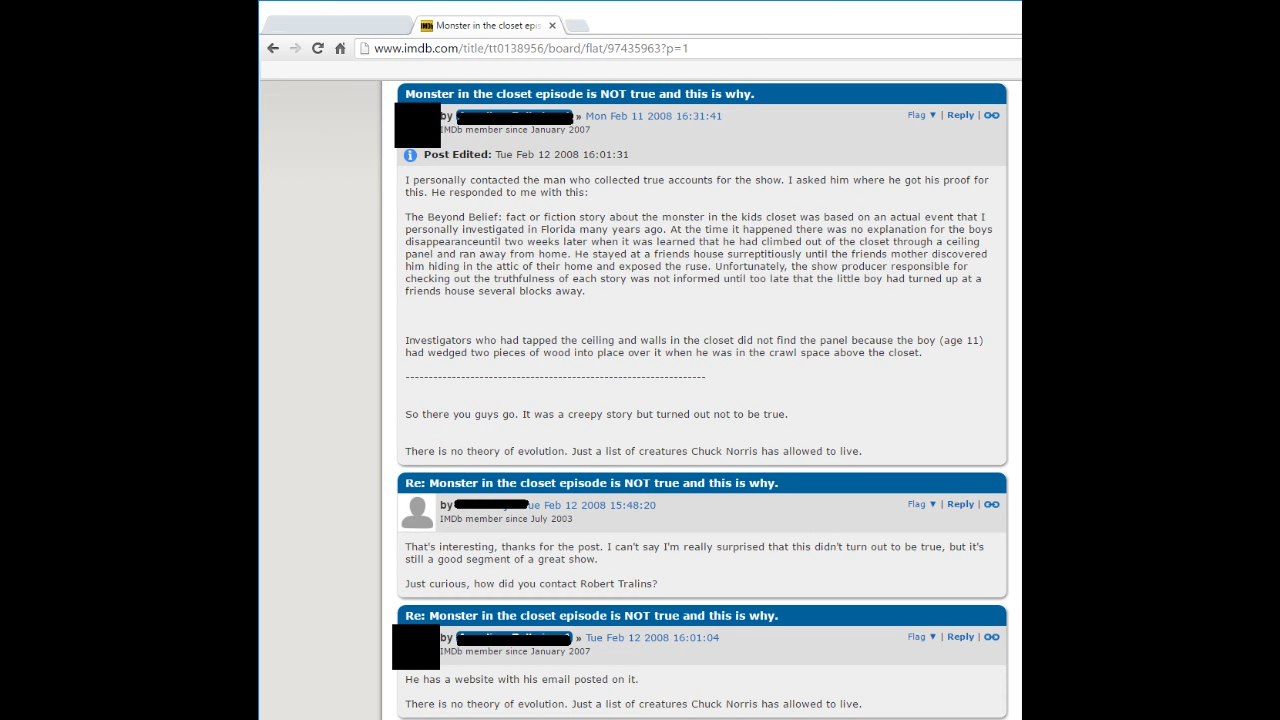 Monster in the closet epis
www.imdb.com/title/tt0138956/board/flat/97435963?p=1
Monster in the closet episode is NOT true and this is why.
by » Mon Feb 11 2008 16:31:41
Flag ▼ | Reply |
IMDb member since January 2007
Post Edited: Tue Feb 12 2008 16:01:31
I personally contacted the man who collected true accounts for the show. I asked him where he got his proof for
this. He responded to me with this:
The Beyond Belief: fact or fiction story about the monster in the kids closet was based on an actual event that I
personally investigated in Florida many years ago. At the time it happened there was no explanation for the boys
disappearanceuntil two weeks later when it was learned that he had climbed out of the closet through a ceiling
panel and ran away from home. He stayed at a friends house surreptitiously until the friends mother discovered
him hiding in the attic of their home and exposed the ruse. Unfortunately, the show producer responsible for
checking out the truthfulness of each story was not informed until too late that the little boy had turned up at a
friends house several blocks away.
Investigators who had tapped the ceiling and walls in the closet did not find the panel because the boy (age 11)
had wedged two pieces of wood into place over it when he was in the crawl space above the closet.
-----------------------------------------------------------------
So there you guys go. It was a creepy story but turned out not to be true.
There is no theory of evolution. Just a list of creatures Chuck Norris has allowed to live.
Re: Monster in the closet episode is NOT true and this is why.
by ue Feb 12 2008 15:48:20
Flag ▼ | Reply |
IMDb member since July 2003
That's interesting, thanks for the post. I can't say I'm really surprised that this didn't turn out to be true, but it's
still a good segment of a great show.
Just curious, how did you contact Robert Tralins?
Re: Monster in the closet episode is NOT true and this is why.
by » Tue Feb 12 2008 16:01:04
Flag ▼ | Reply |
IMDb member since January 2007
He has a website with his email posted on it.
There is no theory of evolution. Just a list of creatures Chuck Norris has allowed to live.